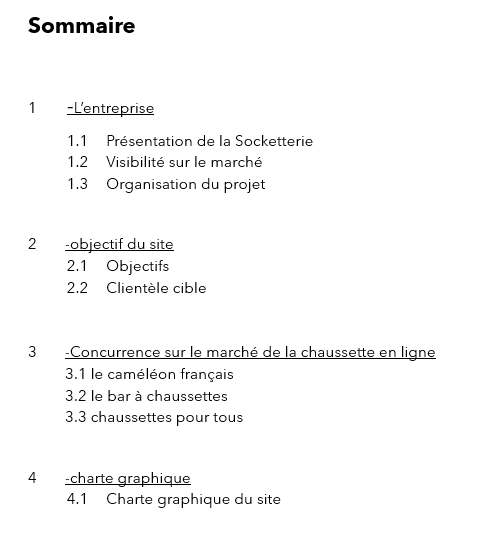 Sommaire
1 -L'entreprise
1.1 Présentation de la Socketterie
1.2 Visibilité sur le marché
1.3 Organisation du projet
2 -objectif du site
2.1 Objectifs
2.2 Clientèle cible
3 -Concurrence sur le marché de la chaussette en ligne
3.1 le caméléon français
3.2 le bar à chaussettes
3.3 chaussettes pour tous
4 -charte graphique
4.1 Charte graphique du site